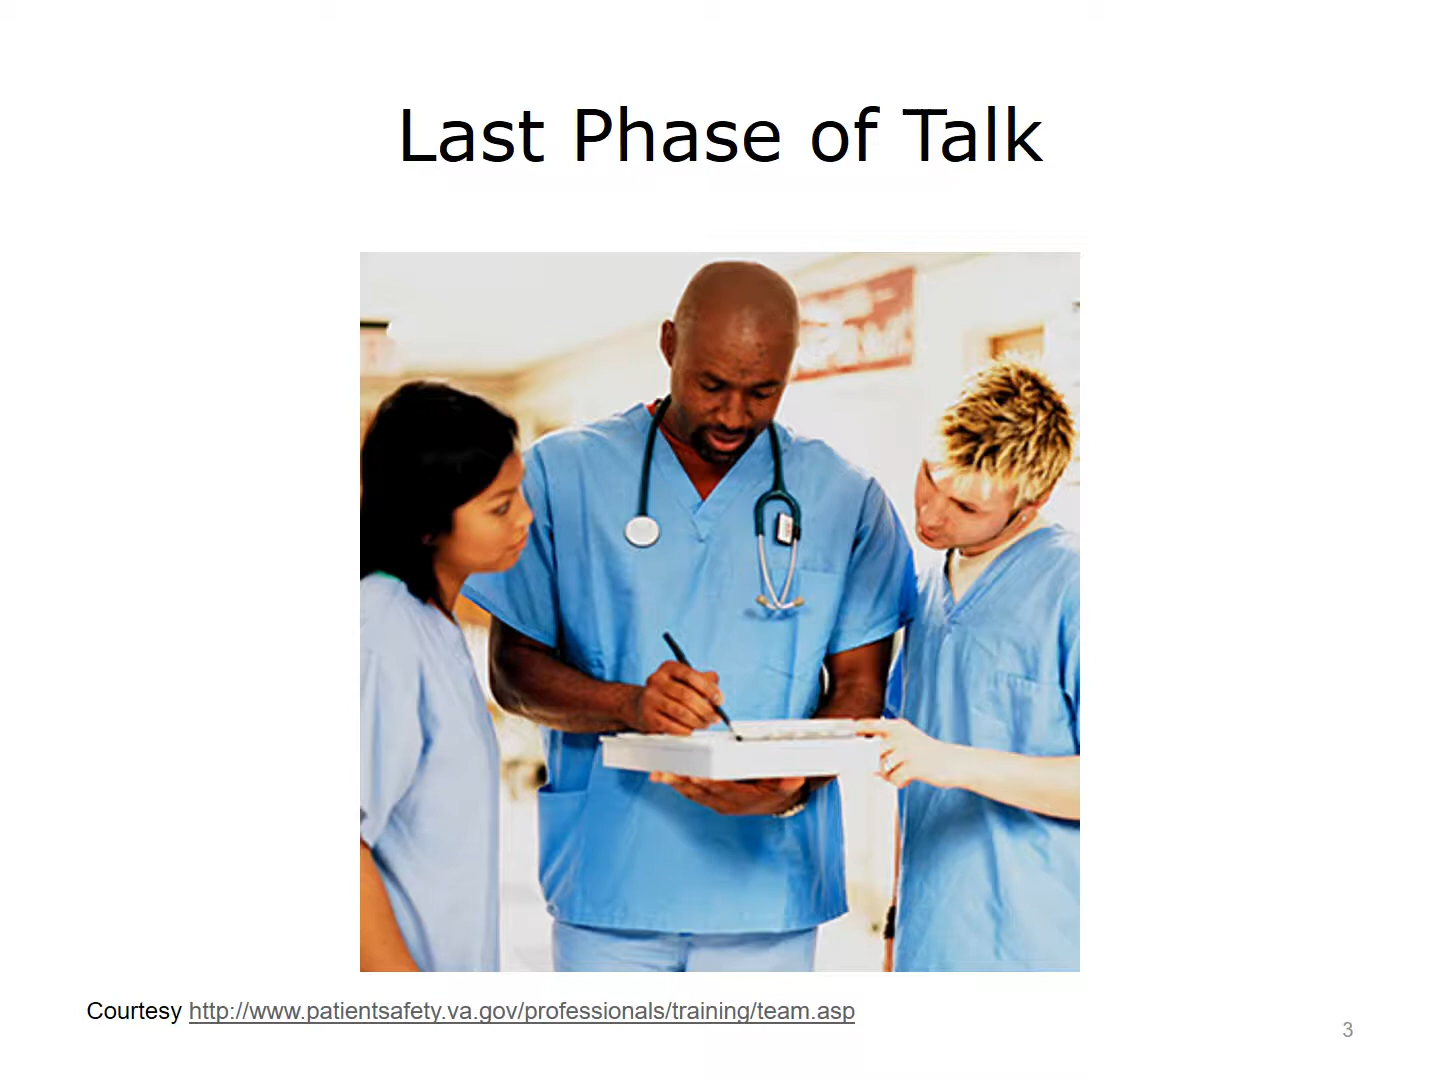 Last Phase of Talk
Courtesy http://www.patientsafety.va.gov/professionals/training/team.asp
3